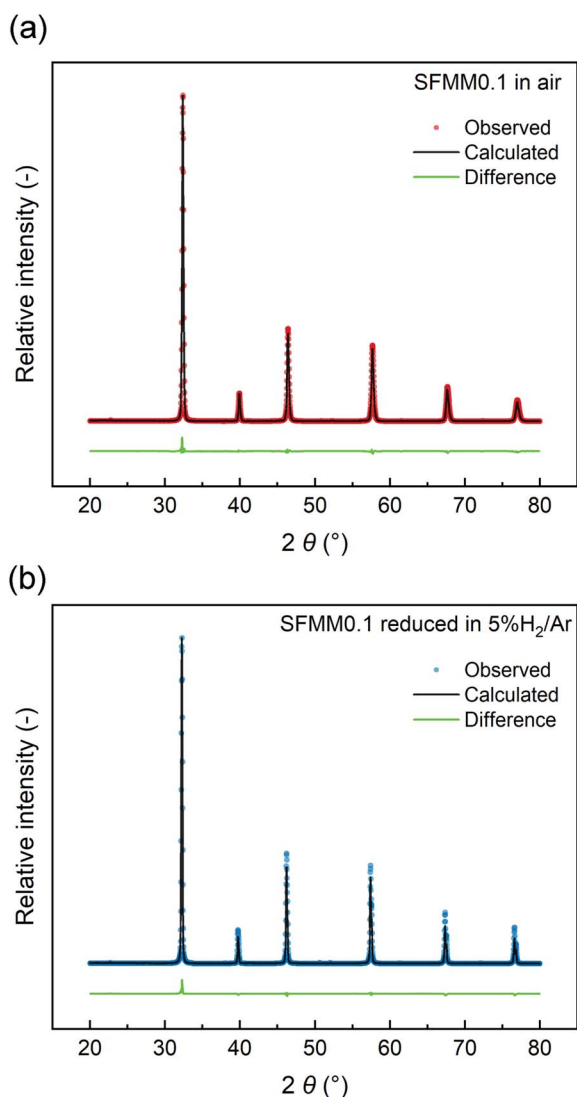 (a)
SFMM0.1 in air
Observed
Calculated
Difference
Relative intensity (-)
20 30 40 50 60 70 80
2 θ (°)
(b)
SFMM0.1 reduced in 5%H₂/Ar
Observed
Calculated
Difference
Relative intensity (-)
20 30 40 50 60 70 80
2 θ (°)